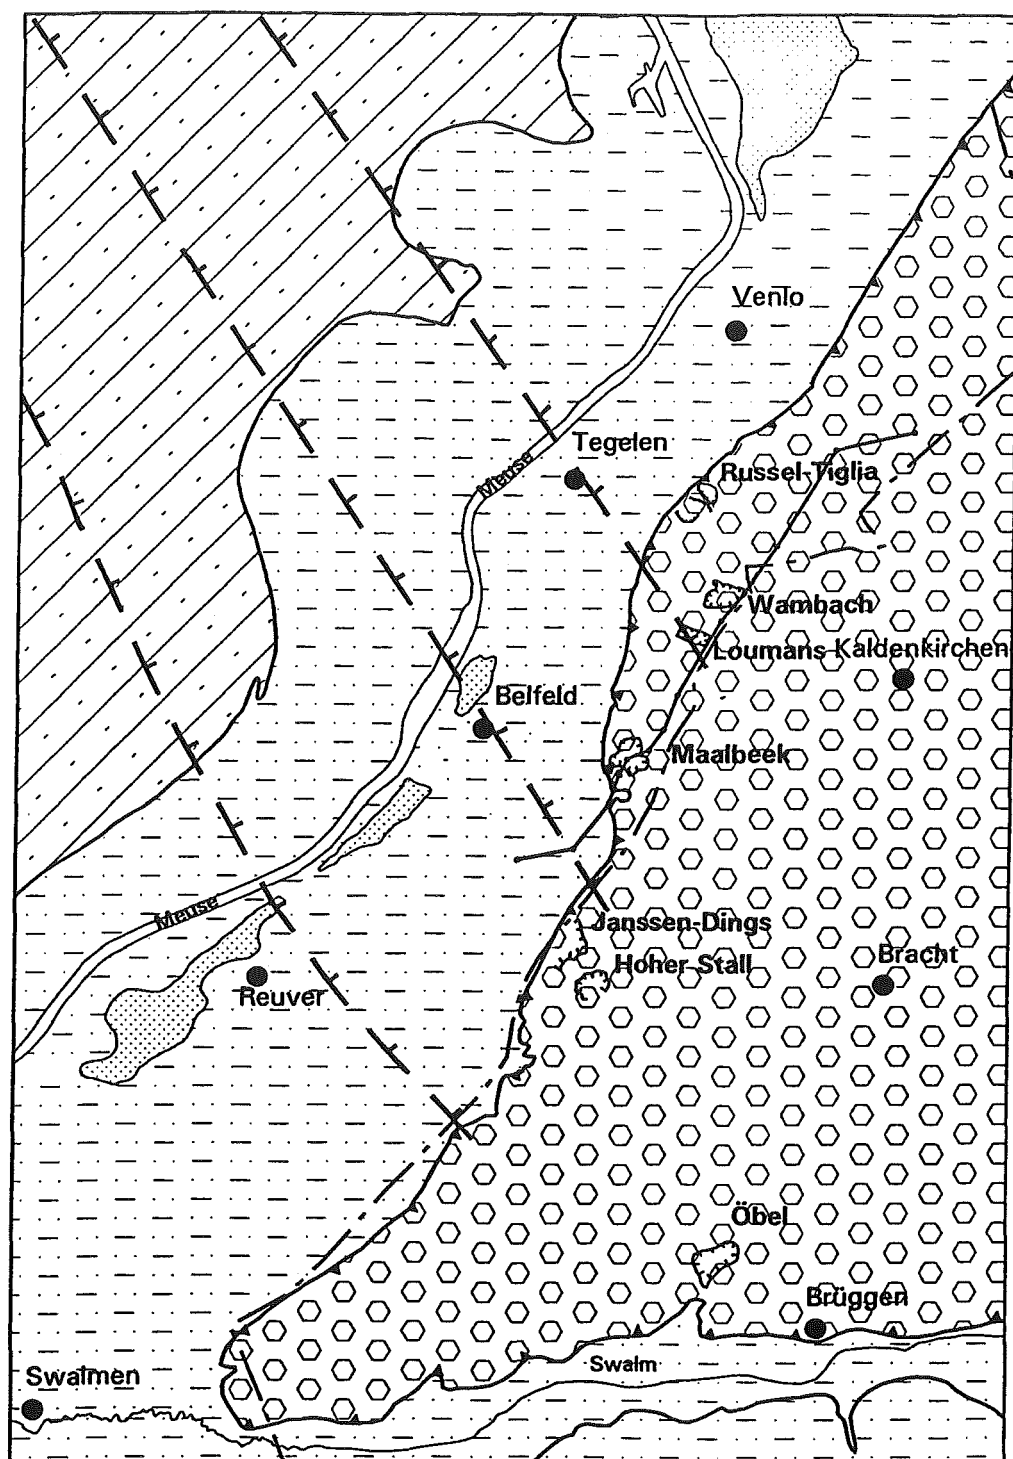 Venlo
Tegelen
Meuse
Russel-Tiglia
Wambach
Loumans Kaldenkirchen
Belfeld
Maalbeek
Meuse
Janssen-Dings
Bracht
Hoher Stall
Reuver
Öbel
Brüggen
Swalm
Swalmen